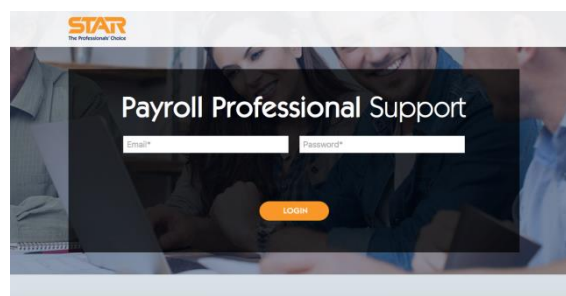 STAR
The Professionals' Choice
Payroll Professional Support
Email*
Password*
LOGIN